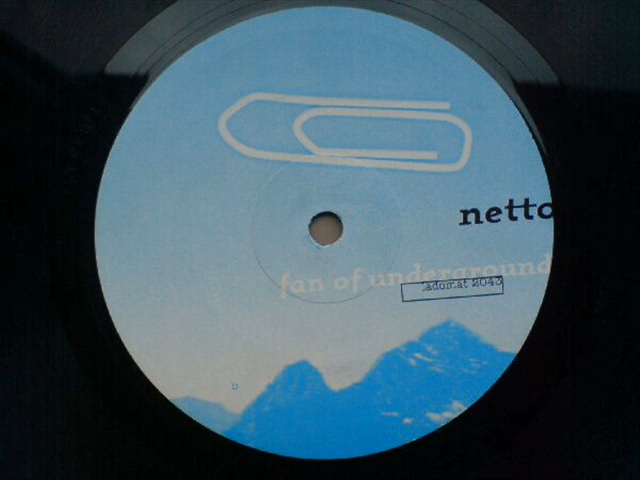 netto
fan of underground
ladomat 2043
b